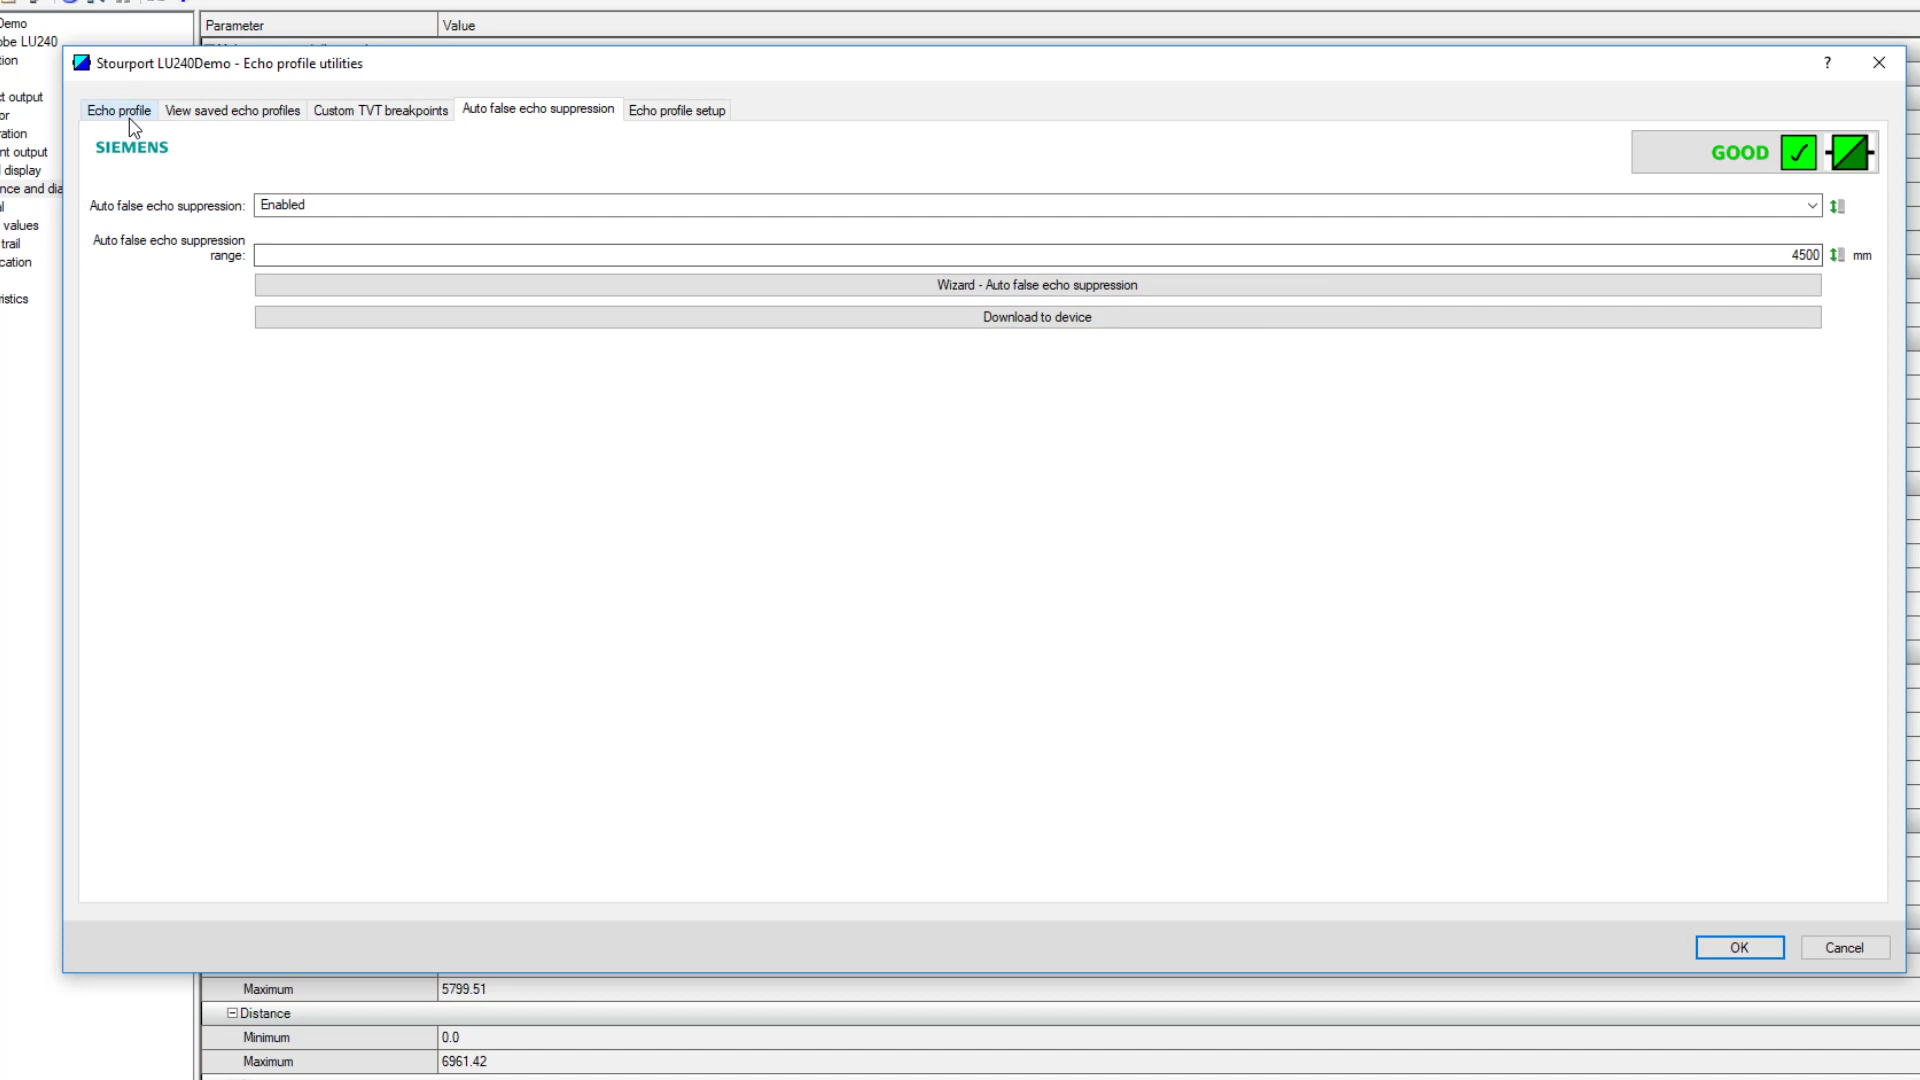 Demo
Parameter Value
obe LU240
tion
Stourport LU240Demo - Echo profile utilities
?
ct output
or
ration
nt output
l display
nce and dia
al
values
trail
cation
istics
Echo profile View saved echo profiles Custom TVT breakpoints Auto false echo suppression Echo profile setup
SIEMENS
GOOD
Auto false echo suppression: Enabled
Auto false echo suppression
range: 4500 mm
Wizard - Auto false echo suppression
Download to device
OK Cancel
Maximum 5799.51
Distance
Minimum 0.0
Maximum 6961.42